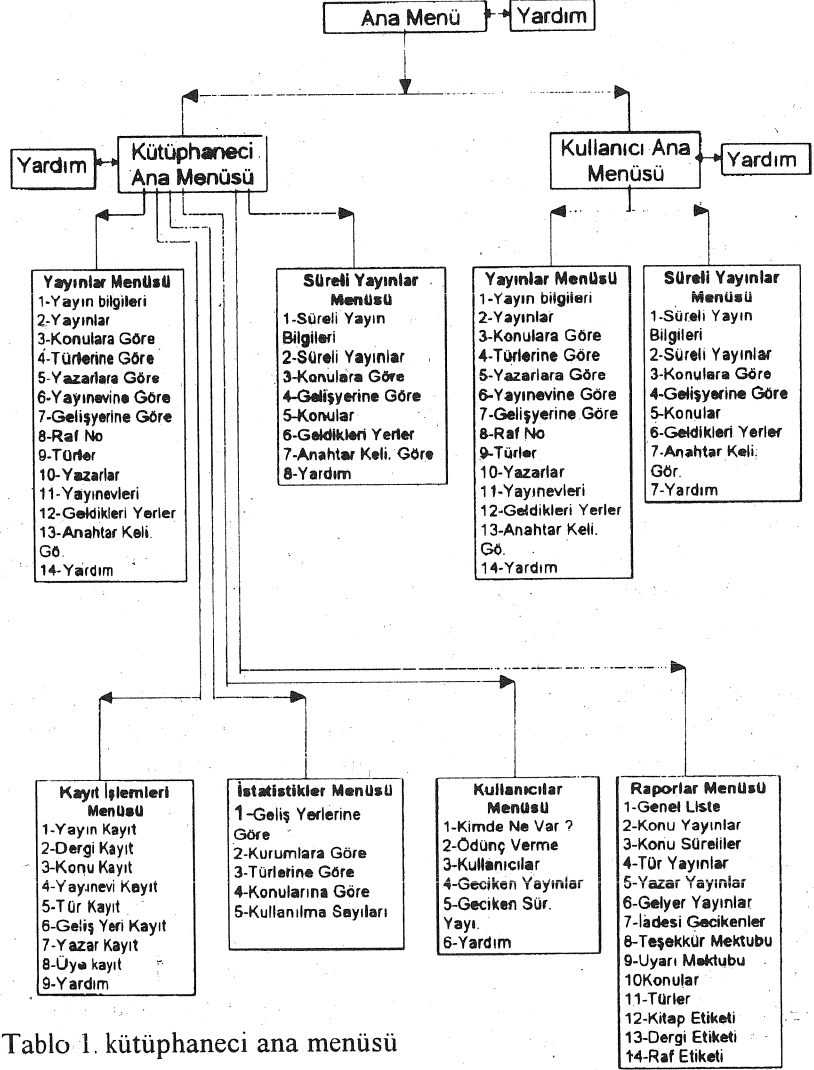 Ana Menü
Yardım
Yardım
Kütüphaneci
Ana Menüsü
Kullanıcı Ana
Menüsü
Yardım
Yayınlar Menüsü
1-Yayın bilgileri
2-Yayınlar
3-Konulara Göre
4-Türlerine Göre
5-Yazarlara Göre
6-Yayınevine Göre
7-Gelişyerine Göre
8-Raf No
9-Türler
10-Yazarlar
11-Yayınevleri
12-Geldikleri Yerler
13-Anahtar Keli.
Gö.
14-Yardım
Süreli Yayınlar
Menüsü
1-Süreli Yayın
Bilgileri
2-Süreli Yayınlar
3-Konulara Göre
4-Gelişyerine Göre
5-Konular
6-Geldikleri Yerler
7-Anahtar Keli. Göre
8-Yardım
Yayınlar Menüsü
1-Yayın bilgileri
2-Yayınlar
3-Konulara Göre
4-Türlerine Göre
5-Yazarlara Göre
6-Yayınevine Göre
7-Gelişyerine Göre
8-Raf No
9-Türler
10-Yazarlar
11-Yayınevleri
12-Geldikleri Yerler
13-Anahtar Keli.
Gö.
14-Yardım
Süreli Yayınlar
Menüsü
1-Süreli Yayın
Bilgileri
2-Süreli Yayınlar
3-Konulara Göre
4-Gelişyerine Göre
5-Konular
6-Geldikleri Yerler
7-Anahtar Keli.
Gör.
7-Yardım
Kayıt İşlemleri
Menüsü
1-Yayın Kayıt
2-Dergi Kayıt
3-Konu Kayıt
4-Yayınevi Kayıt
5-Tür Kayıt
6-Geliş Yeri Kayıt
7-Yazar Kayıt
8-Üye kayıt
9-Yardım
İstatistikler Menüsü
1-Geliş Yerlerine
Göre
2-Kurumlara Göre
3-Türlerine Göre
4-Konularına Göre
5-Kullanılma Sayıları
Kullanıcılar
Menüsü
1-Kimde Ne Var ?
2-Ödünç Verme
3-Kullanıcılar
4-Geciken Yayınlar
5-Geciken Sür.
Yayı.
6-Yardım
Raporlar Menüsü
1-Genel Liste
2-Konu Yayınlar
3-Konu Süreliler
4-Tür Yayınlar
5-Yazar Yayınlar
6-Gelyer Yayınlar
7-İadesi Gecikenler
8-Teşekkür Mektubu
9-Uyarı Mektubu
10Konular
11-Türler
12-Kitap Etiketi
13-Dergi Etiketi
14-Raf Etiketi
Tablo 1. kütüphaneci ana menüsü